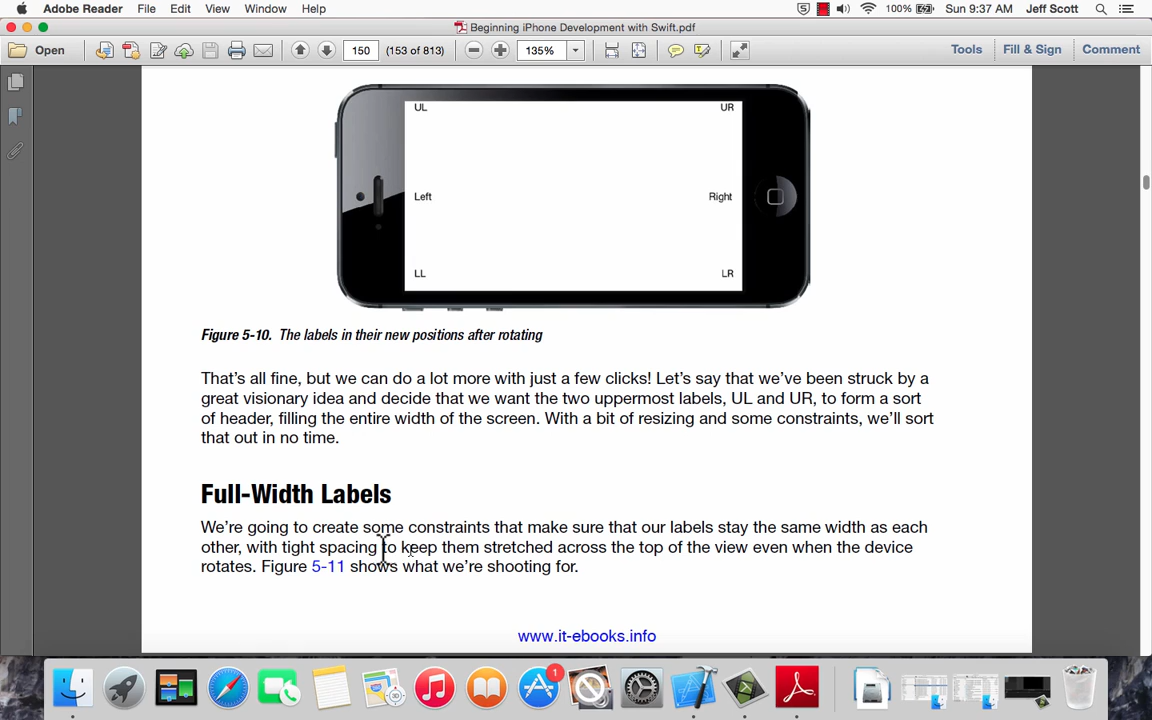 Adobe Reader File Edit View Window Help 100% Sun 9:37 AM Jeff Scott
Beginning iPhone Development with Swift.pdf
Open 150 (153 of 813) 135% Tools Fill & Sign Comment
UL UR
Left Right
LL LR
Figure 5-10. The labels in their new positions after rotating
That's all fine, but we can do a lot more with just a few clicks! Let's say that we've been struck by a
great visionary idea and decide that we want the two uppermost labels, UL and UR, to form a sort
of header, filling the entire width of the screen. With a bit of resizing and some constraints, we'll sort
that out in no time.
Full-Width Labels
We're going to create some constraints that make sure that our labels stay the same width as each
other, with tight spacing to keep them stretched across the top of the view even when the device
rotates. Figure 5-11 shows what we're shooting for.
www.it-ebooks.info
1